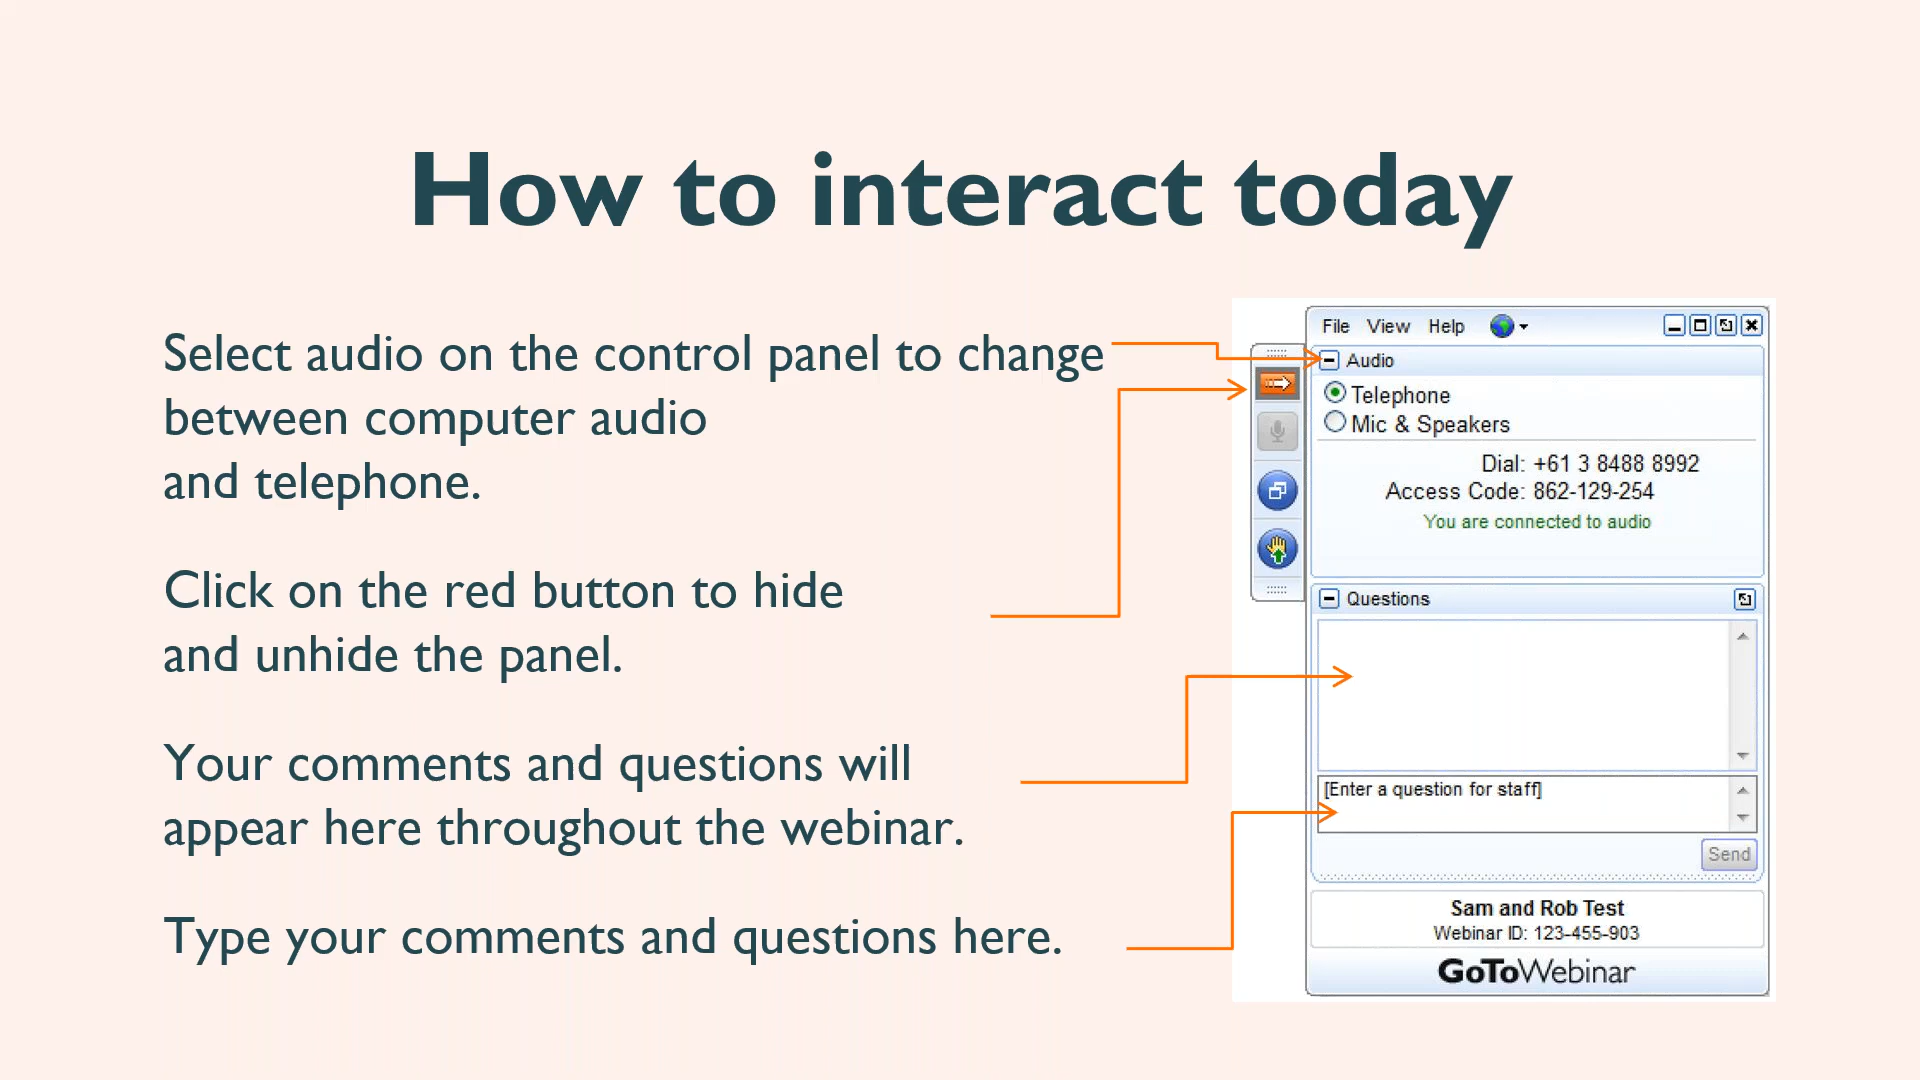 How to interact today
Select audio on the control panel to change
between computer audio
and telephone.
Click on the red button to hide
and unhide the panel.
Your comments and questions will
appear here throughout the webinar.
Type your comments and questions here.
File View Help
Audio
Telephone
Mic & Speakers
Dial: +61 3 8488 8992
Access Code: 862-129-254
You are connected to audio
Questions
[Enter a question for staff]
Send
Sam and Rob Test
Webinar ID: 123-455-903
GoToWebinar